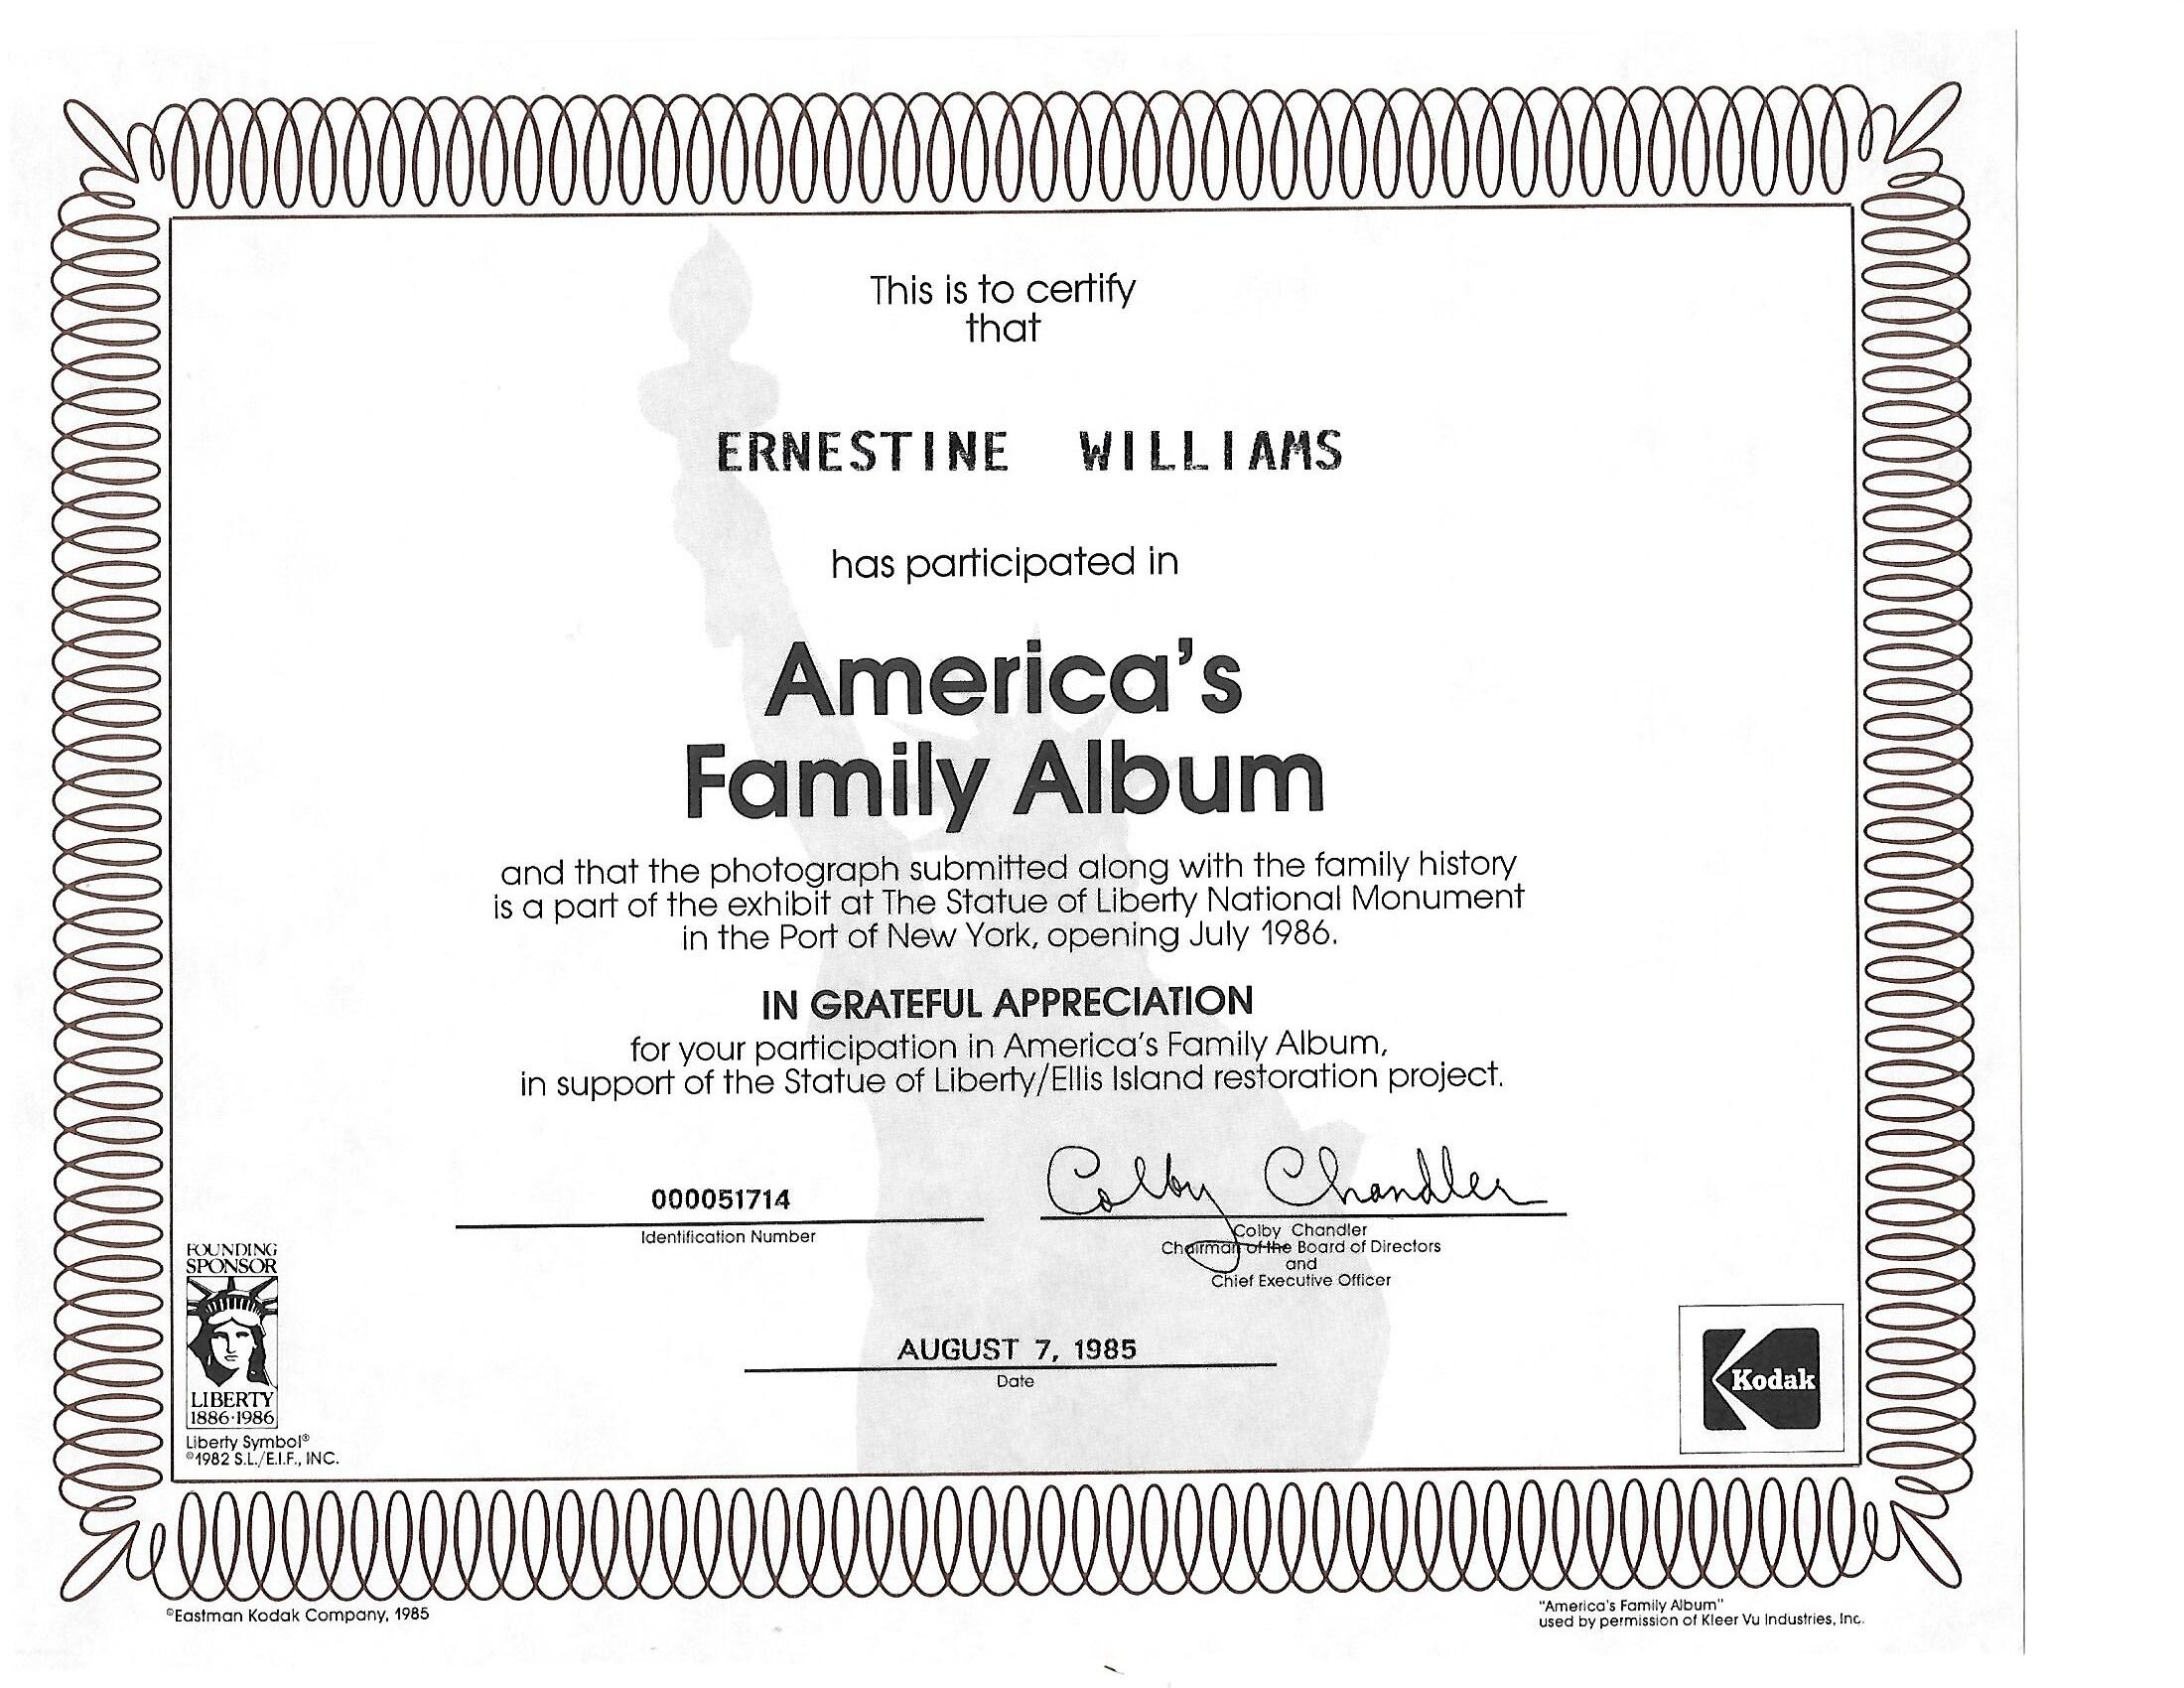 This is to certify
that
ERNESTINE WILLIAMS
has participated in
America's
Family Album
and that the photograph submitted along with the family history
is a part of the exhibit at The Statue of Liberty National Monument
in the Port of New York, opening July 1986.
IN GRATEFUL APPRECIATION
for your participation in America's Family Album,
in support of the Statue of Liberty/Ellis Island restoration project.
000051714
Identification Number
Colby Chandler
Colby Chandler
Chairman of the Board of Directors
and
Chief Executive Officer
AUGUST 7, 1985
Date
FOUNDING
SPONSOR
LIBERTY
1886·1986
Liberty Symbol®
©1982 S.L./E.I.F., INC.
Kodak
©Eastman Kodak Company, 1985
"America's Family Album"
used by permission of Kleer Vu Industries, Inc.